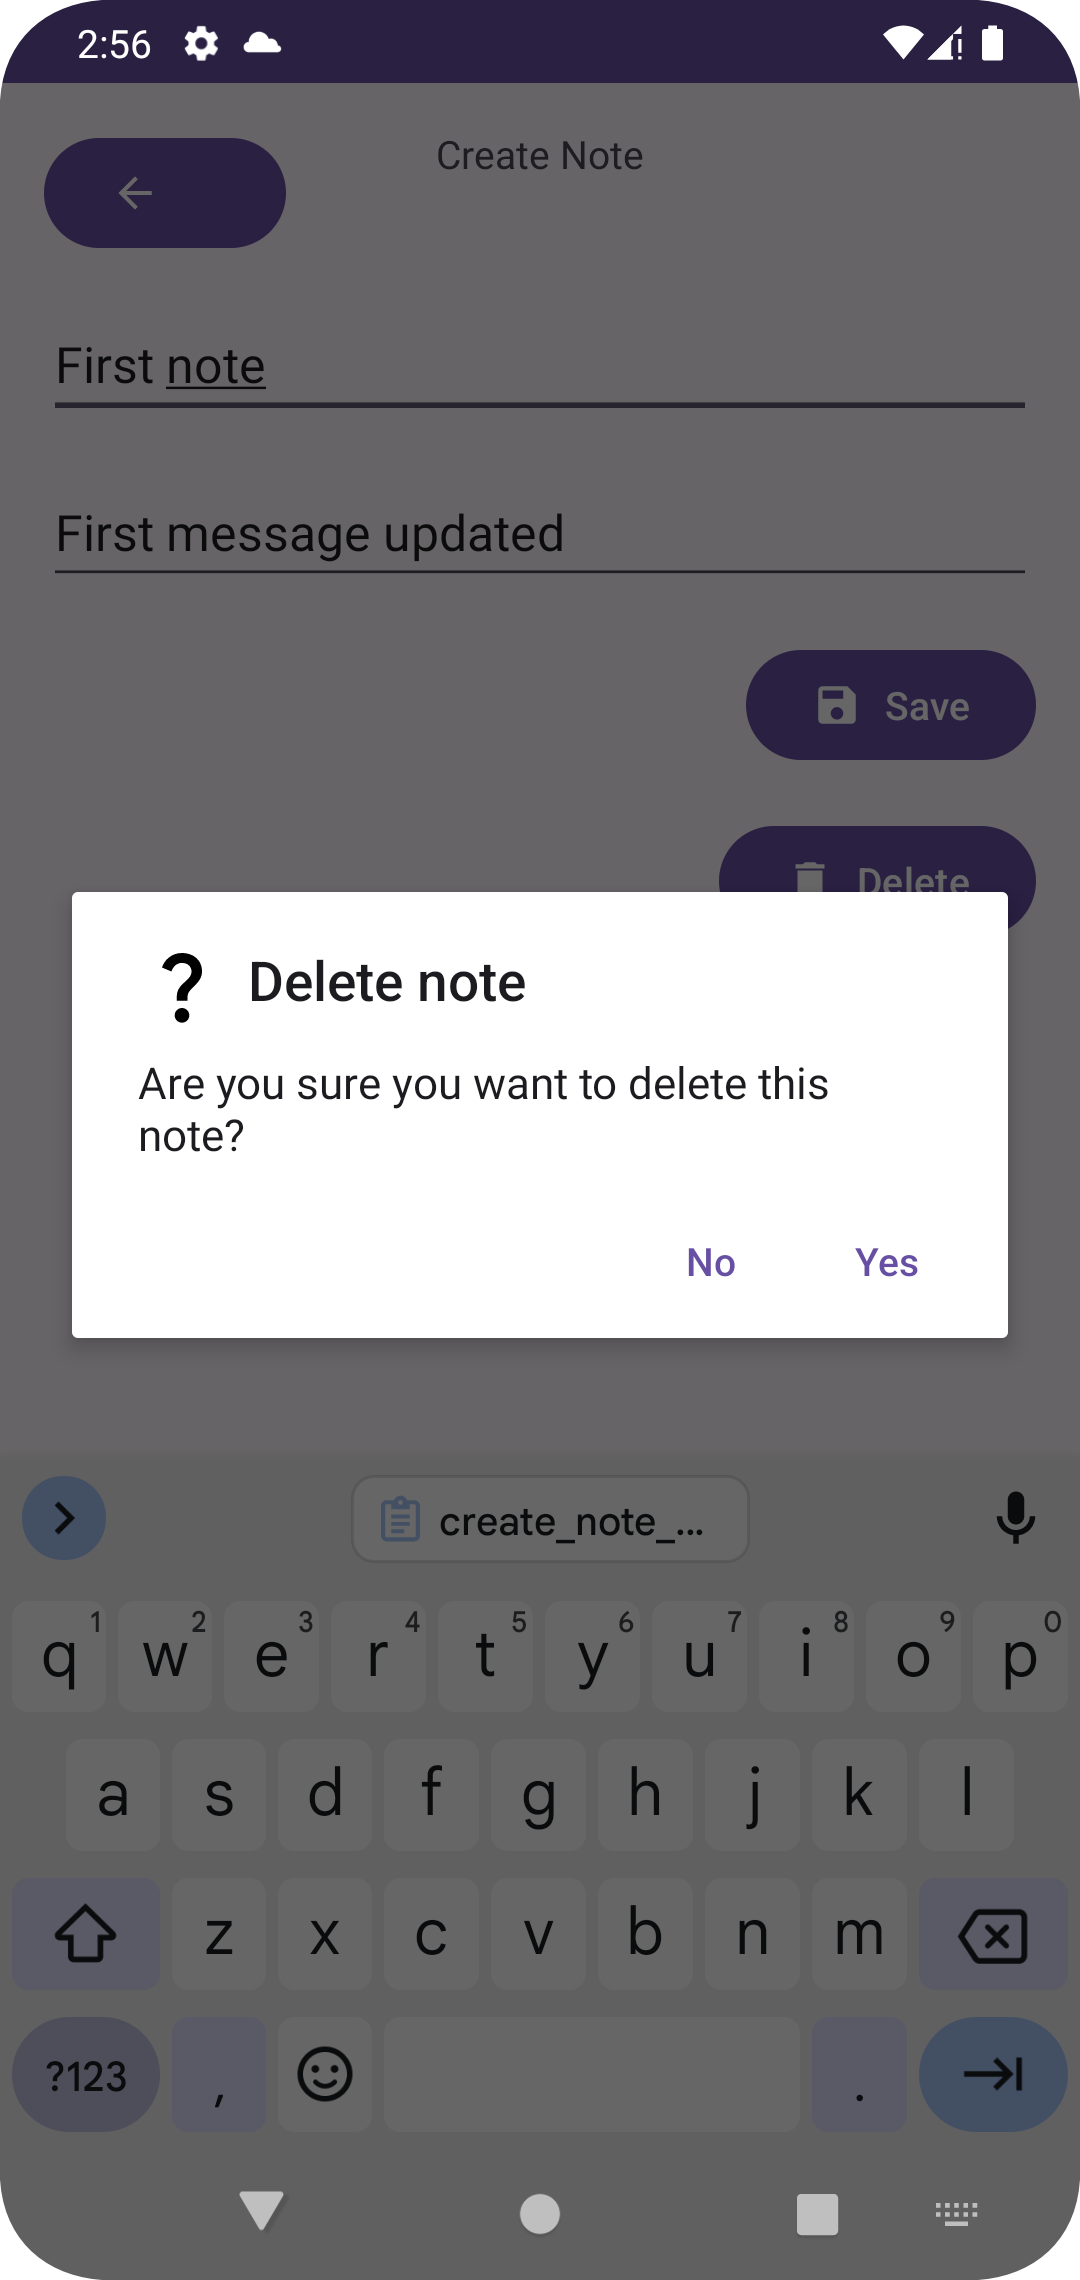 2:56
Create Note
First note
First message updated
Save
Delete
Delete note
Are you sure you want to delete this
note?
No Yes
create_note_...
1 2 3 4 5 6 7 8 9 0
q w e r t y u i o p
a s d f g h j k l
z x c v b n m
?123 , .